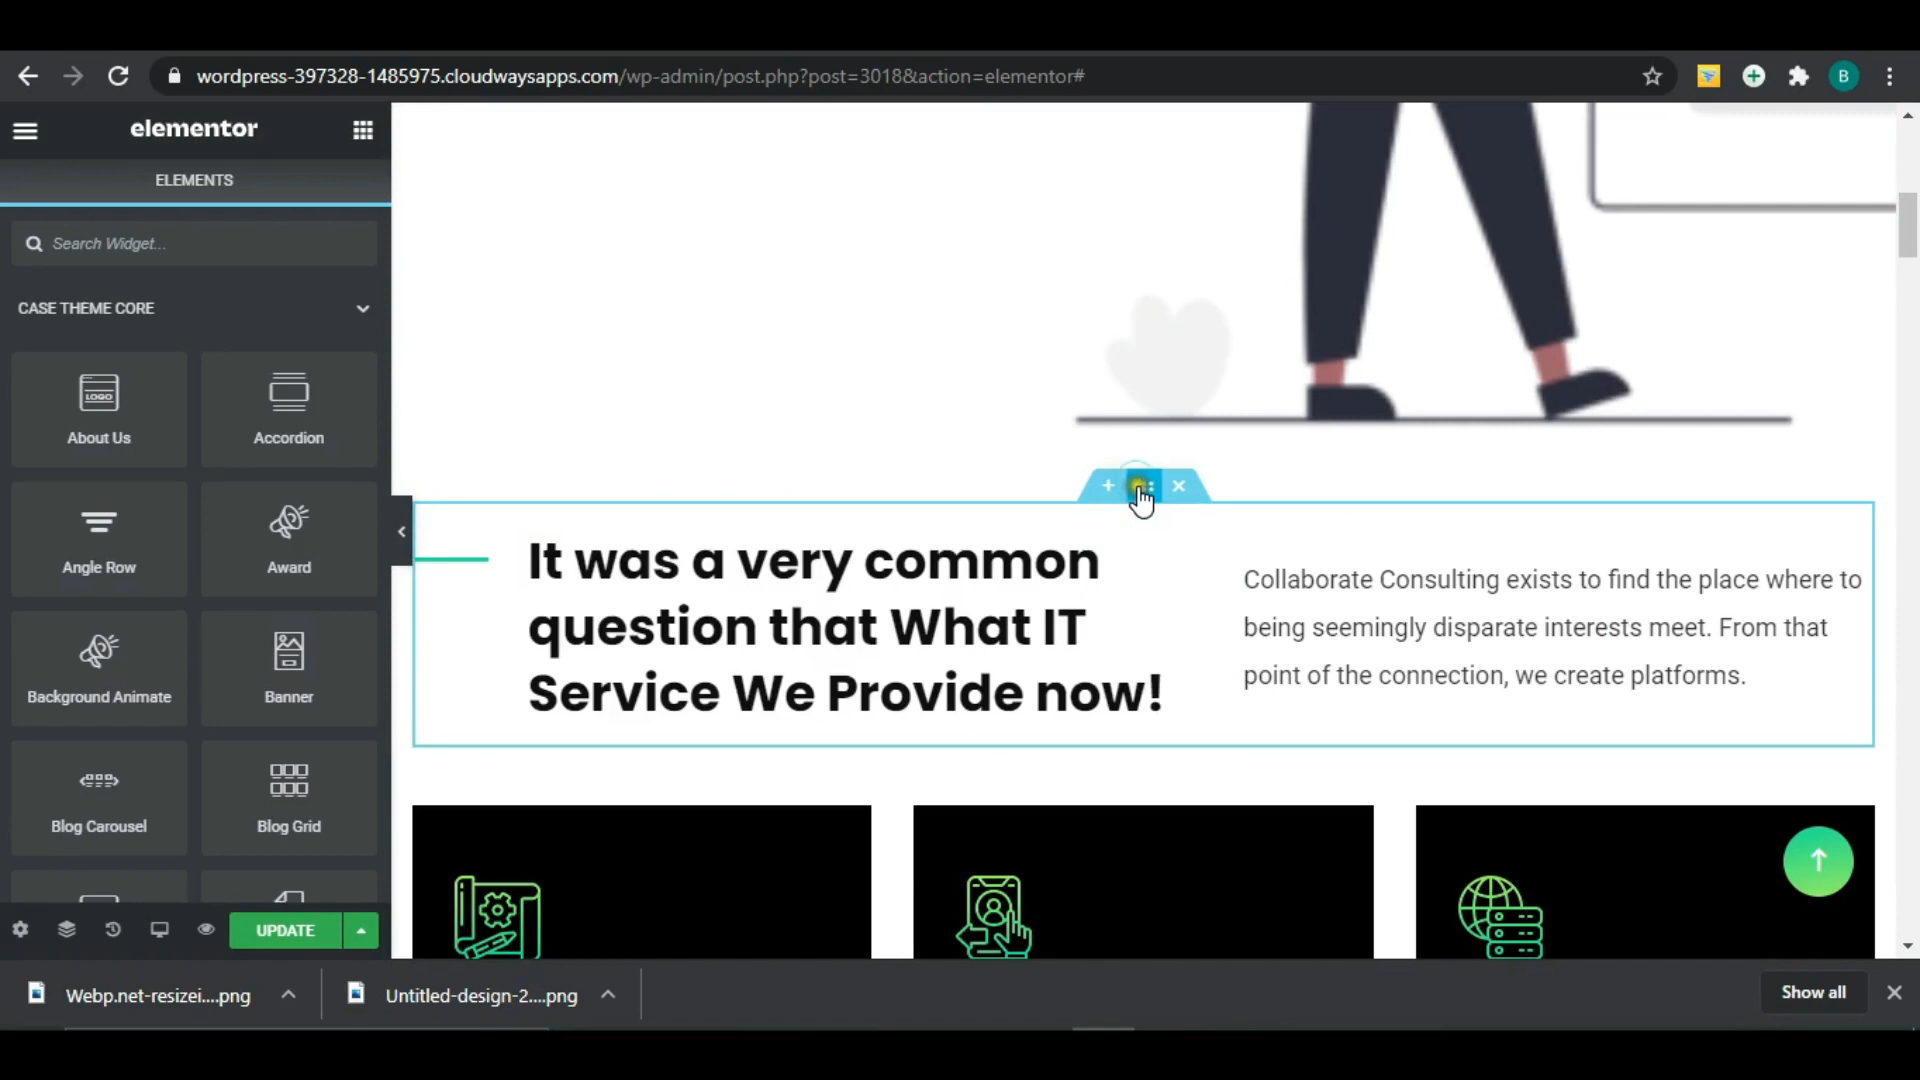 wordpress-397328-1485975.cloudwaysapps.com/wp-admin/post.php?post=3018&action=elementor#
B
elementor
ELEMENTS
Search Widget...
CASE THEME CORE
LOGO
About Us
Accordion
Angle Row
Award
Background Animate
Banner
Blog Carousel
Blog Grid
UPDATE
It was a very common
question that What IT
Service We Provide now!
Collaborate Consulting exists to find the place where to
being seemingly disparate interests meet. From that
point of the connection, we create platforms.
Webp.net-resizei....png
Untitled-design-2....png
Show all